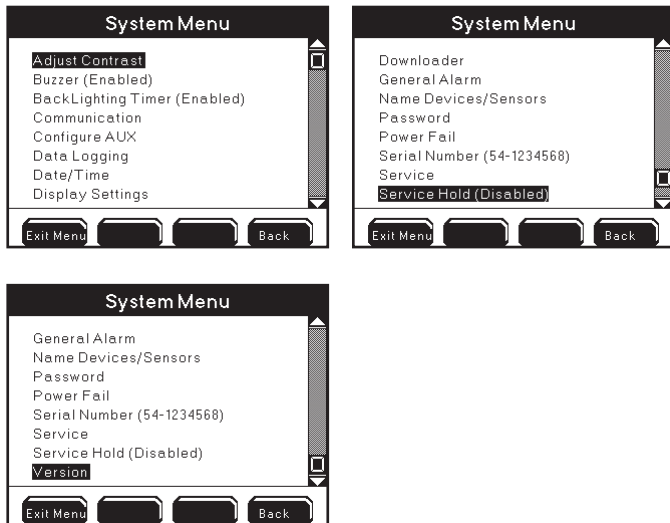 System Menu
Adjust Contrast
Buzzer (Enabled)
BackLighting Timer (Enabled)
Communication
Configure AUX
Data Logging
Date/Time
Display Settings
Exit Menu
Back
System Menu
Downloader
General Alarm
Name Devices/Sensors
Password
Power Fail
Serial Number (54-1234568)
Service
Service Hold (Disabled)
Exit Menu
Back
System Menu
General Alarm
Name Devices/Sensors
Password
Power Fail
Serial Number (54-1234568)
Service
Service Hold (Disabled)
Version
Exit Menu
Back